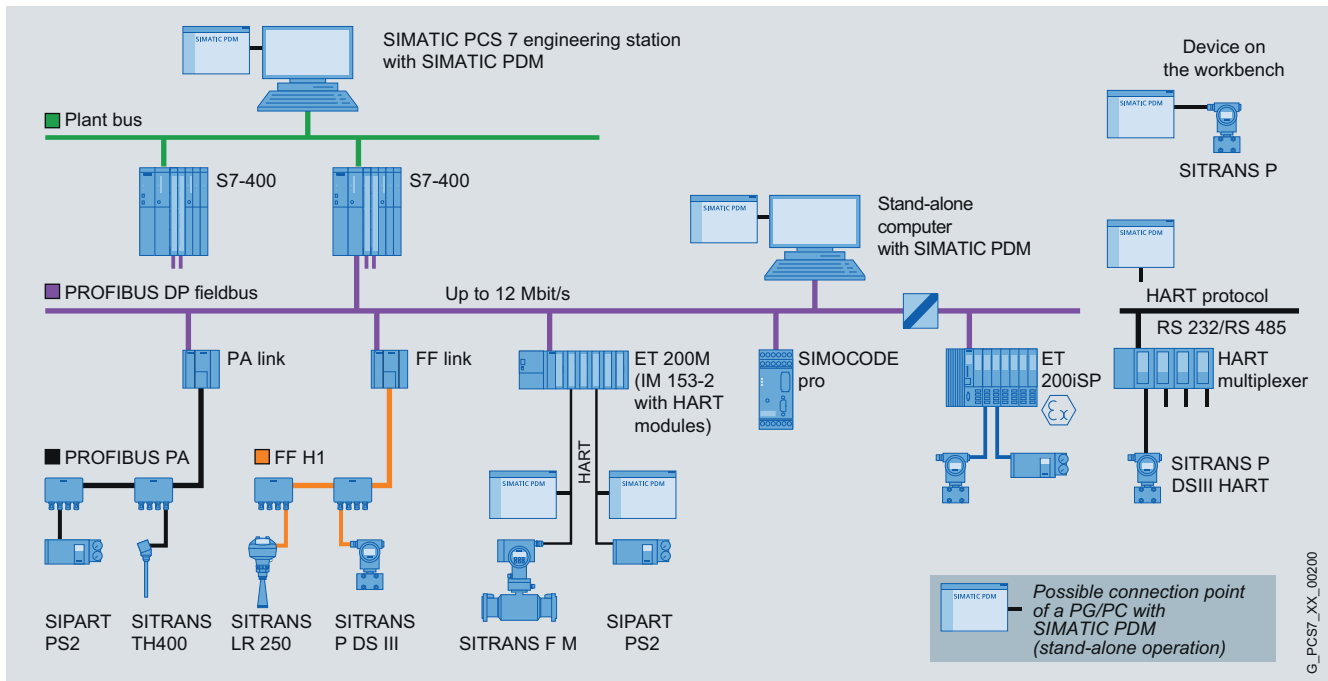 SIMATIC PDM
SIMATIC PCS 7 engineering station
with SIMATIC PDM
Device on
the workbench
SIMATIC PDM
SITRANS P
Plant bus
S7-400
S7-400
SIMATIC PDM
Stand-alone
computer
with SIMATIC PDM
SIMATIC PDM
PROFIBUS DP fieldbus
Up to 12 Mbit/s
HART protocol
RS 232/RS 485
PA link
FF link
ET 200M
(IM 153-2
with HART
modules)
SIMOCODE
pro
ET
200iSP
Ex
HART
multiplexer
PROFIBUS PA
FF H1
HART
SIMATIC PDM
SIMATIC PDM
SITRANS P
DSIII HART
SIPART
PS2
SITRANS
TH400
SITRANS
LR 250
SITRANS
P DS III
SITRANS F M
SIPART
PS2
SIMATIC PDM
Possible connection point
of a PG/PC with
SIMATIC PDM
(stand-alone operation)
G_PCS7_XX_00200